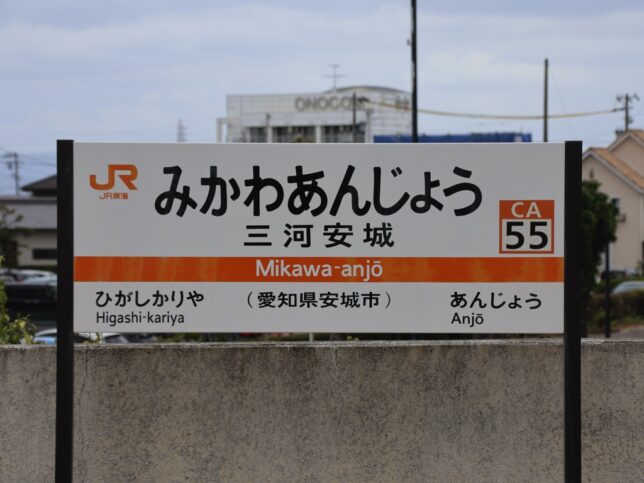 ONOCO
JR
JR東海
みかわあんじょう
三河安城
CA
55
Mikawa-anjō
ひがしかりや
Higashi-kariya
（愛知県安城市）
あんじょう
Anjō